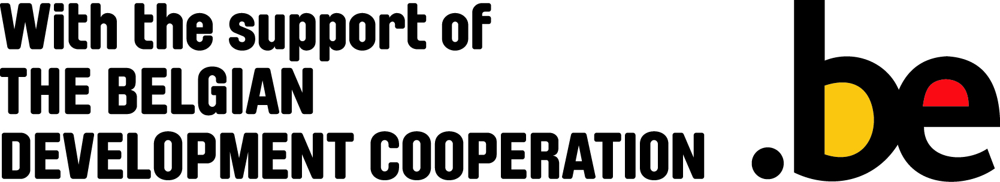 With the support of
THE BELGIAN
DEVELOPMENT COOPERATION
.be